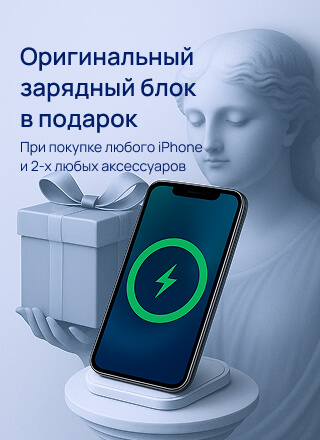 Оригинальный
зарядный блок
в подарок
При покупке любого iPhone
и 2-х любых аксессуаров